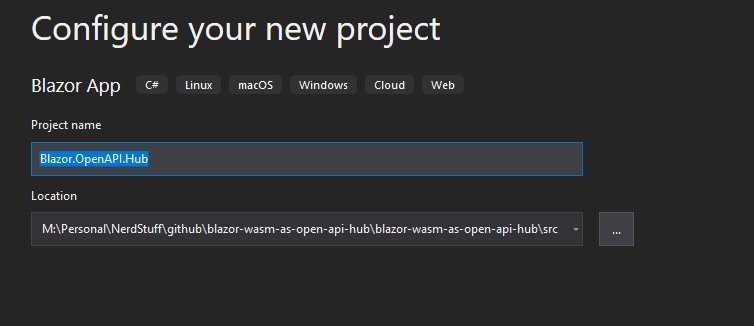 Configure your new project
Blazor App C# Linux macOS Windows Cloud Web
Project name
Blazor.OpenAPI.Hub
Location
M:\Personal\NerdStuff\github\blazor-wasm-as-open-api-hub\blazor-wasm-as-open-api-hub\src ...